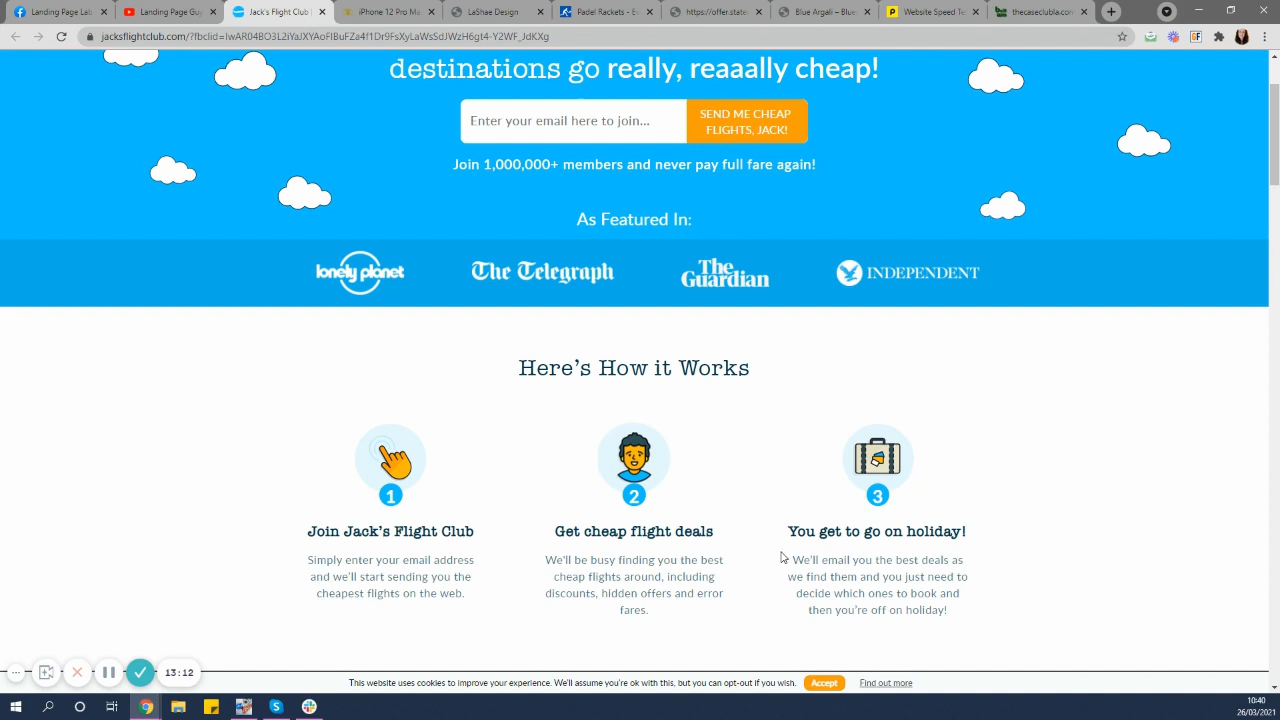 Landing Page Lab
Landing Page Gu
Jack's Flight Club
iPhone 12 Pro Ma
LaShae Design
Padel Rackets - E
https://offer.state
Blue Argali – Blue
Website Speed Te
thecaseclubla.com
jacksflightclub.com/?fbclid=IwAR04BO3L2iYaJXYAoFIBuFZa4f1Dr9FsXyLaWsSdJWzH6gt4-Y2WF_JdKXg
destinations go really, reaaally cheap!
Enter your email here to join...
SEND ME CHEAP
FLIGHTS, JACK!
Join 1,000,000+ members and never pay full fare again!
As Featured In:
lonely planet
The Telegraph
The
Guardian
INDEPENDENT
Here's How it Works
1
2
3
Join Jack's Flight Club
Get cheap flight deals
You get to go on holiday!
Simply enter your email address
and we'll start sending you the
cheapest flights on the web.
We'll be busy finding you the best
cheap flights around, including
discounts, hidden offers and error
fares.
We'll email you the best deals as
we find them and you just need to
decide which ones to book and
then you're off on holiday!
13:12
This website uses cookies to improve your experience. We'll assume you're ok with this, but you can opt-out if you wish.
Accept
Find out more
10:40
26/03/2021